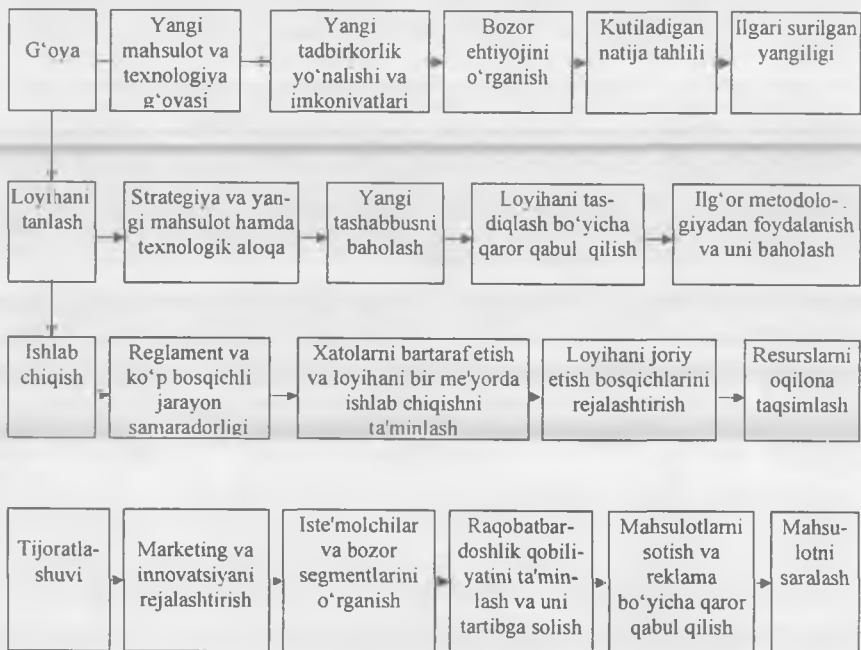 G‘oya
Yangi
mahsulot va
texnologiya
g‘ovasi
Yangi
tadbirkorlik
yo‘nalishi va
imkonivatlari
Bozor
ehtiyojini
o‘rganish
Kutiladigan
natija tahlili
Ilgari surilgan
yangiligi
Loyihani
tanlash
Strategiya va yan-
gi mahsulot hamda
texnologik aloqa
Yangi
tashabbusni
baholash
Loyihani tas-
diqlash bo‘yicha
qaror qabul qilish
Ilg‘or metodolo-
giyadan foydalanish
va uni baholash
Ishlab
chiqish
Reglament va
ko‘p bosqichli
jarayon
samaradorligi
Xatolarni bartaraf etish
va loyihani bir me'yorda
ishlab chiqishni
ta'minlash
Loyihani joriy
etish bosqichlarini
rejalashtirish
Resurslarni
oqilona
taqsimlash
Tijoratla-
shuvi
Marketing va
innovatsiyani
rejalashtirish
Iste'molchilar
va bozor
segmentlarini
o‘rganish
Raqobatbar-
doshlik qobili-
yatini ta'min-
lash va uni
tartibga solish
Mahsulotlarni
sotish va
reklama
bo‘yicha qaror
qabul qilish
Mahsu-
lotni
saralash